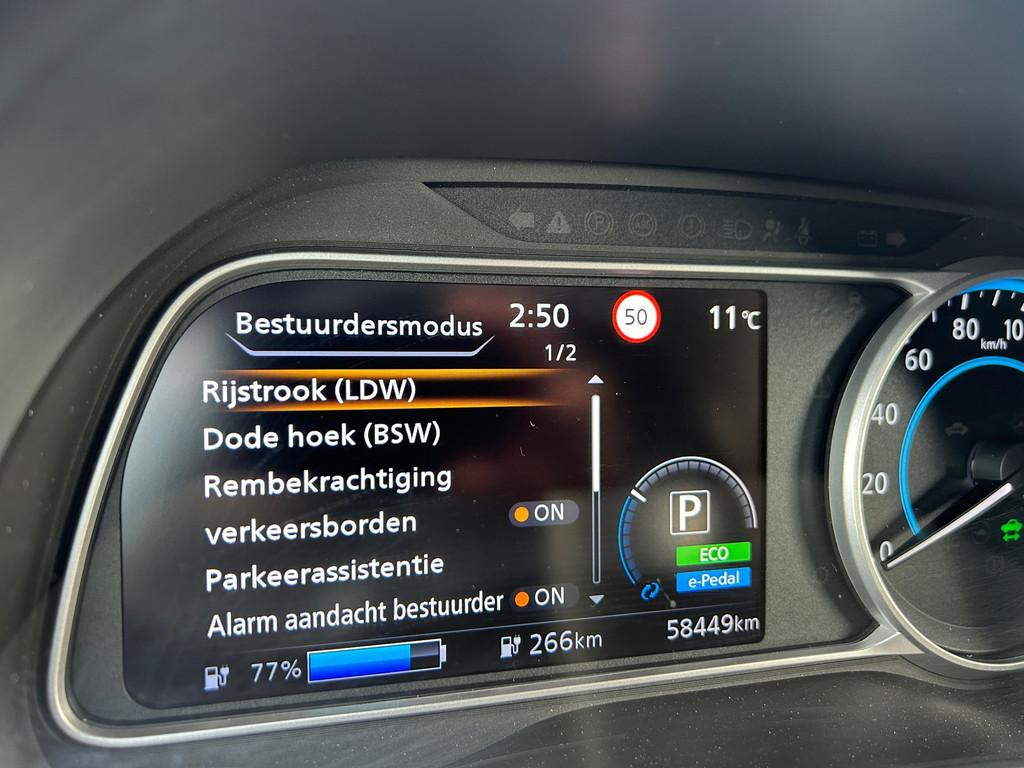 Bestuurdersmodus
2:50
50
11°C
1/2
Rijstrook (LDW)
Dode hoek (BSW)
Rembekrachtiging
verkeersborden ON
Parkeerassistentie
Alarm aandacht bestuurder ON
P
ECO
e-Pedal
77%
266km
58449km
0
20
40
60
80
km/h